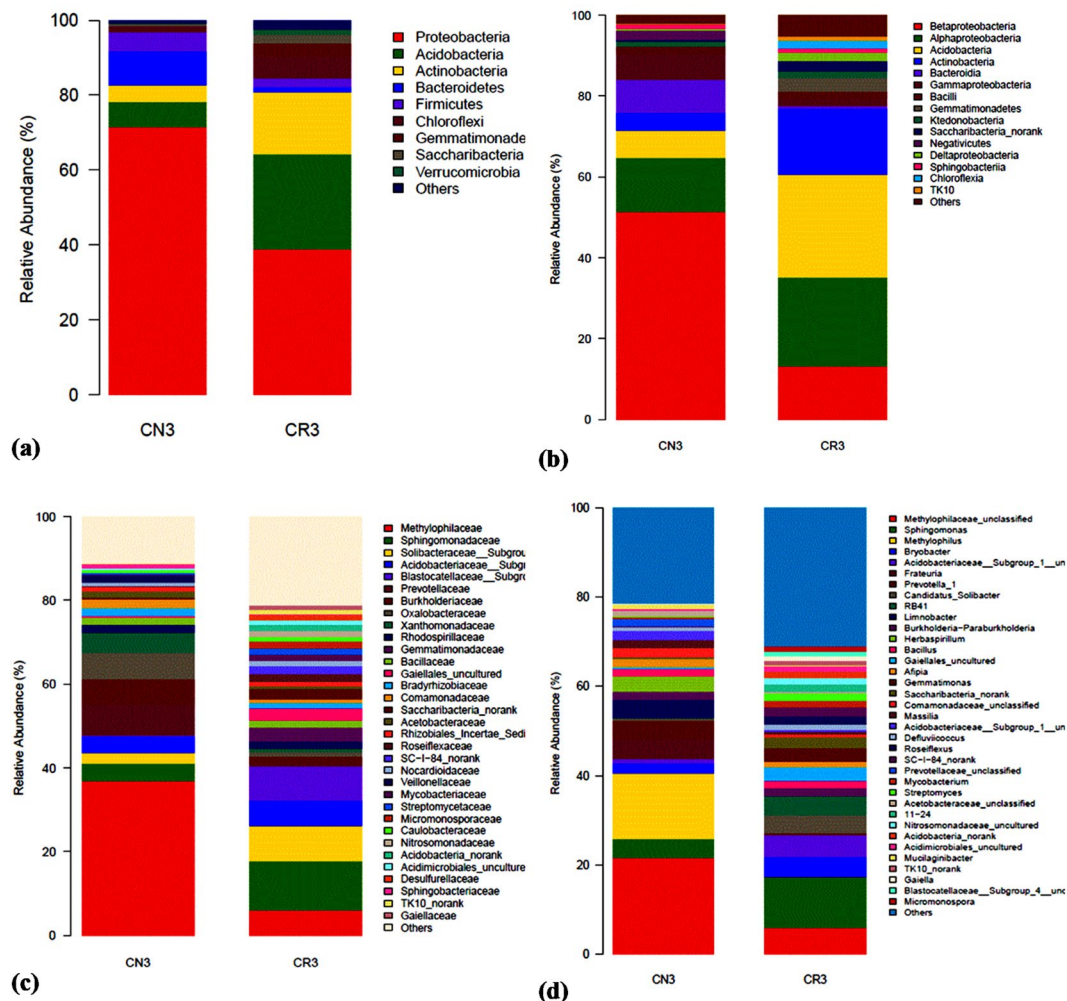 100
80
60
40
20
0
Relative Abundance (%)
CN3
CR3
Proteobacteria
Acidobacteria
Actinobacteria
Bacteroidetes
Firmicutes
Chloroflexi
Gemmatimonade
Saccharibacteria
Verrucomicrobia
Others
(a)
100
80
60
40
20
0
Relative Abundance (%)
CN3
CR3
Betaproteobacteria
Alphaproteobacteria
Acidobacteria
Actinobacteria
Bacteroidia
Gammaproteobacteria
Bacilli
Gemmatimonadetes
Ktedonobacteria
Saccharibacteria_norank
Negativicutes
Deltaproteobacteria
Sphingobacteriia
Chloroflexia
TK10
Others
(b)
100
80
60
40
20
0
Relative Abundance (%)
CN3
CR3
Methylophilaceae
Sphingomonadaceae
Solibacteraceae__Subgrou
Acidobacteriaceae__Subgr
Blastocatellaceae__Subgro
Prevotellaceae
Burkholderiaceae
Oxalobacteraceae
Xanthomonadaceae
Rhodospirillaceae
Gemmatimonadaceae
Bacillaceae
Gaiellales_uncultured
Bradyrhizobiaceae
Comamonadaceae
Saccharibacteria_norank
Acetobacteraceae
Rhizobiales_Incertae_Sedi
Roseiflexaceae
SC-I-84_norank
Nocardioidaceae
Veillonellaceae
Mycobacteriaceae
Streptomycetaceae
Micromonosporaceae
Caulobacteraceae
Nitrosomonadaceae
Acidobacteria_norank
Acidimicrobiales_unculture
Desulfurellaceae
Sphingobacteriaceae
TK10_norank
Gaiellaceae
Others
(c)
100
80
60
40
20
0
Relative Abundance (%)
CN3
CR3
Methylophilaceae_unclassified
Sphingomonas
Methylophilus
Bryobacter
Acidobacteriaceae__Subgroup_1__un
Frateuria
Prevotella_1
Candidatus_Solibacter
RB41
Limnobacter
Burkholderia-Paraburkholderia
Herbaspirillum
Bacillus
Gaiellales_uncultured
Afipia
Gemmatimonas
Saccharibacteria_norank
Comamonadaceae_unclassified
Massilia
Acidobacteriaceae__Subgroup_1__un
Defluviicoccus
Roseiflexus
SC-I-84_norank
Prevotellaceae_unclassified
Mycobacterium
Streptomyces
Acetobacteraceae_unclassified
11-24
Nitrosomonadaceae_uncultured
Acidobacteria_norank
Acidimicrobiales_uncultured
Mucilaginibacter
TK10_norank
Gaiella
Blastocatellaceae__Subgroup_4__unc
Micromonospora
Others
(d)